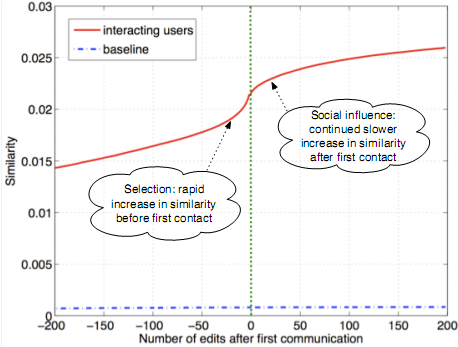 0.03
0.025
0.02
0.015
0.01
0.005
0
Similarity
interacting users
baseline
Social influence:
continued slower
increase in similarity
after first contact
Selection: rapid
increase in similarity
before first contact
−200 −150 −100 −50 0 50 100 150 200
Number of edits after first communication